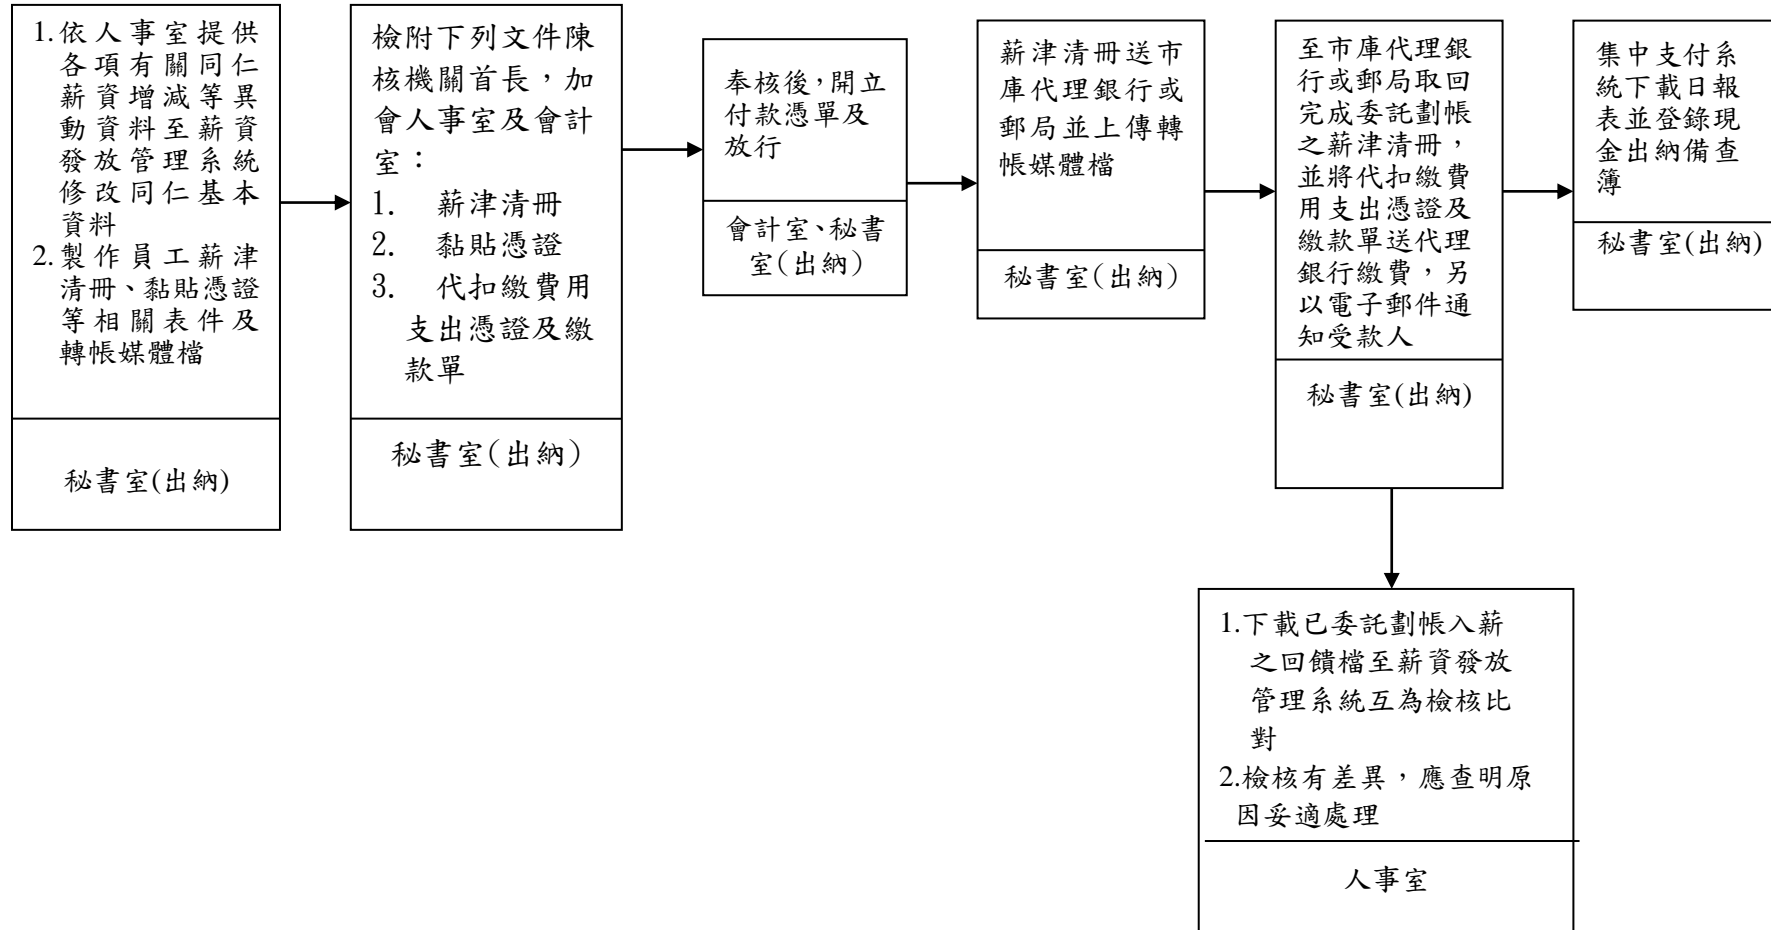 1.依人事室提供
各項有關同仁
薪資增減等異
動資料至薪資
發放管理系統
修改同仁基本
資料
2.製作員工薪津
清冊、黏貼憑證
等相關表件及
轉帳媒體檔
秘書室(出納)
檢附下列文件陳
核機關首長，加
會人事室及會計
室：
1. 薪津清冊
2. 黏貼憑證
3. 代扣繳費用
支出憑證及繳
款單
秘書室(出納)
奉核後，開立
付款憑單及
放行
會計室、秘書
室(出納)
薪津清冊送市
庫代理銀行或
郵局並上傳轉
帳媒體檔
秘書室(出納)
至市庫代理銀
行或郵局取回
完成委託劃帳
之薪津清冊，
並將代扣繳費
用支出憑證及
繳款單送代理
銀行繳費，另
以電子郵件通
知受款人
秘書室(出納)
集中支付系
統下載日報
表並登錄現
金出納備查
簿
秘書室(出納)
1.下載已委託劃帳入薪
之回饋檔至薪資發放
管理系統互為檢核比
對
2.檢核有差異，應查明原
因妥適處理
人事室